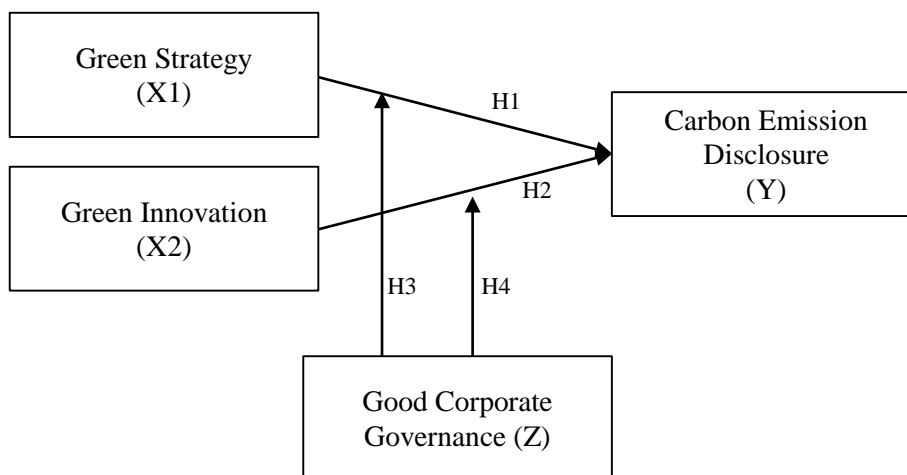 Green Strategy
(X1)
H1
Carbon Emission
Disclosure
(Y)
Green Innovation
(X2)
H2
H3
H4
Good Corporate
Governance (Z)